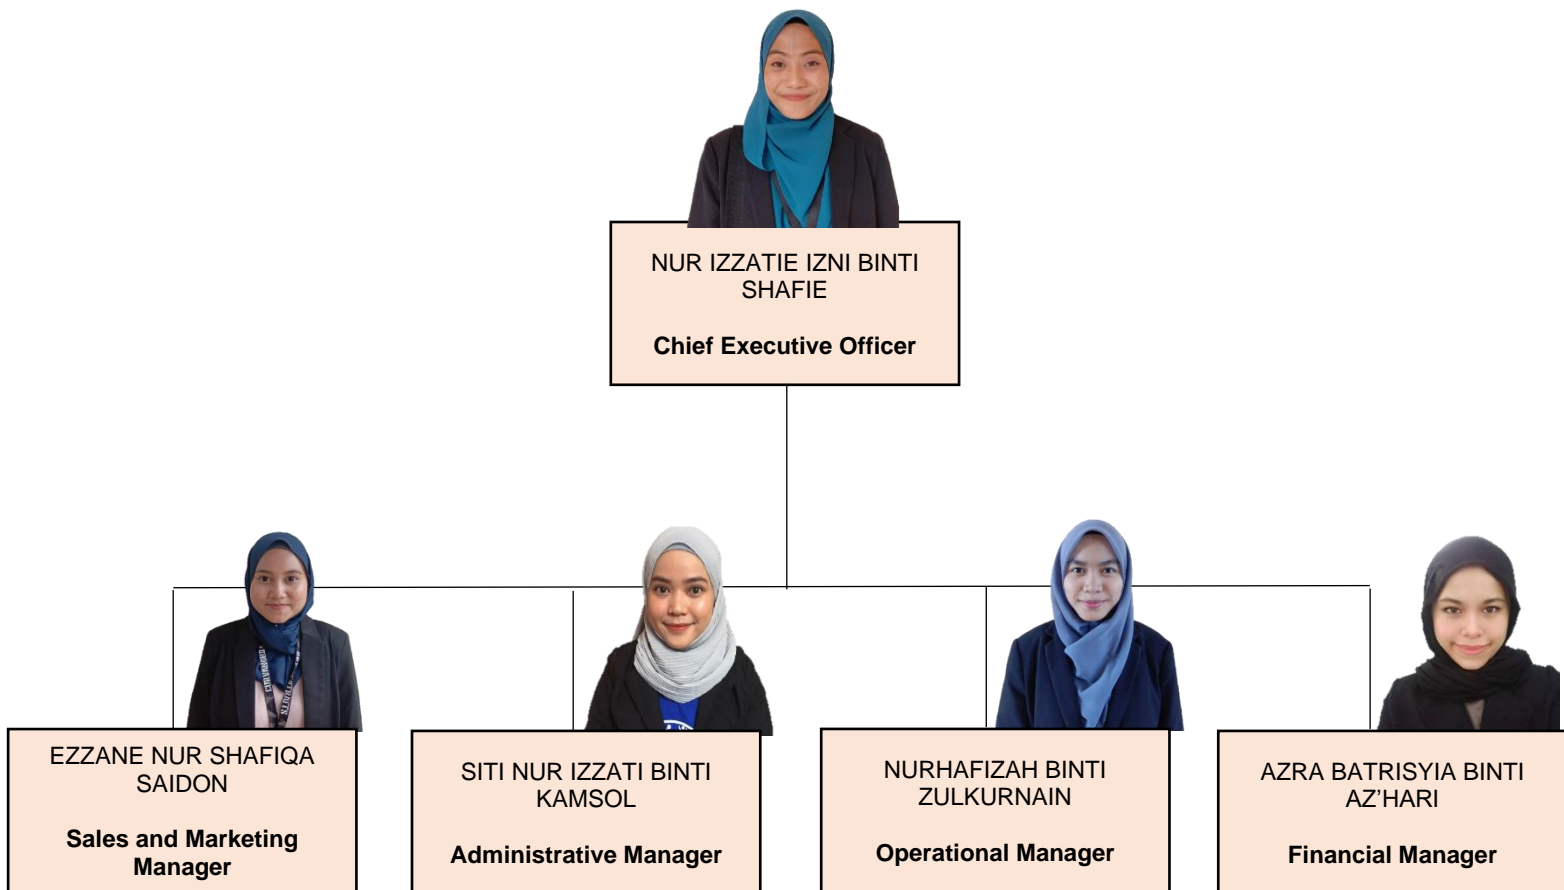 NUR IZZATIE IZNI BINTI
SHAFIE
Chief Executive Officer
EZZANE NUR SHAFIQA
SAIDON
Sales and Marketing
Manager
SITI NUR IZZATI BINTI
KAMSOL
Administrative Manager
NURHAFIZAH BINTI
ZULKURNAIN
Operational Manager
AZRA BATRISYIA BINTI
AZ’HARI
Financial Manager